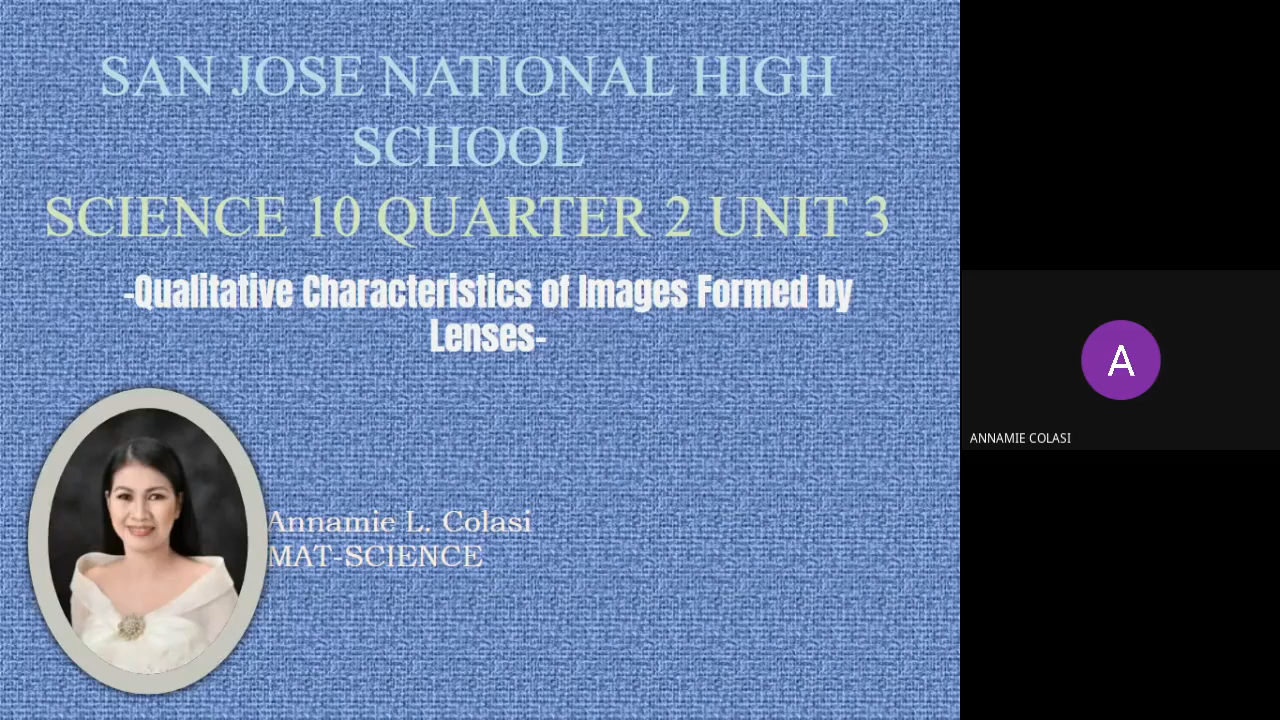 SAN JOSE NATIONAL HIGH
SCHOOL
SCIENCE 10 QUARTER 2 UNIT 3
-Qualitative Characteristics of Images Formed by
Lenses-
Annamie L. Colasi
MAT-SCIENCE
A
ANNAMIE COLASI